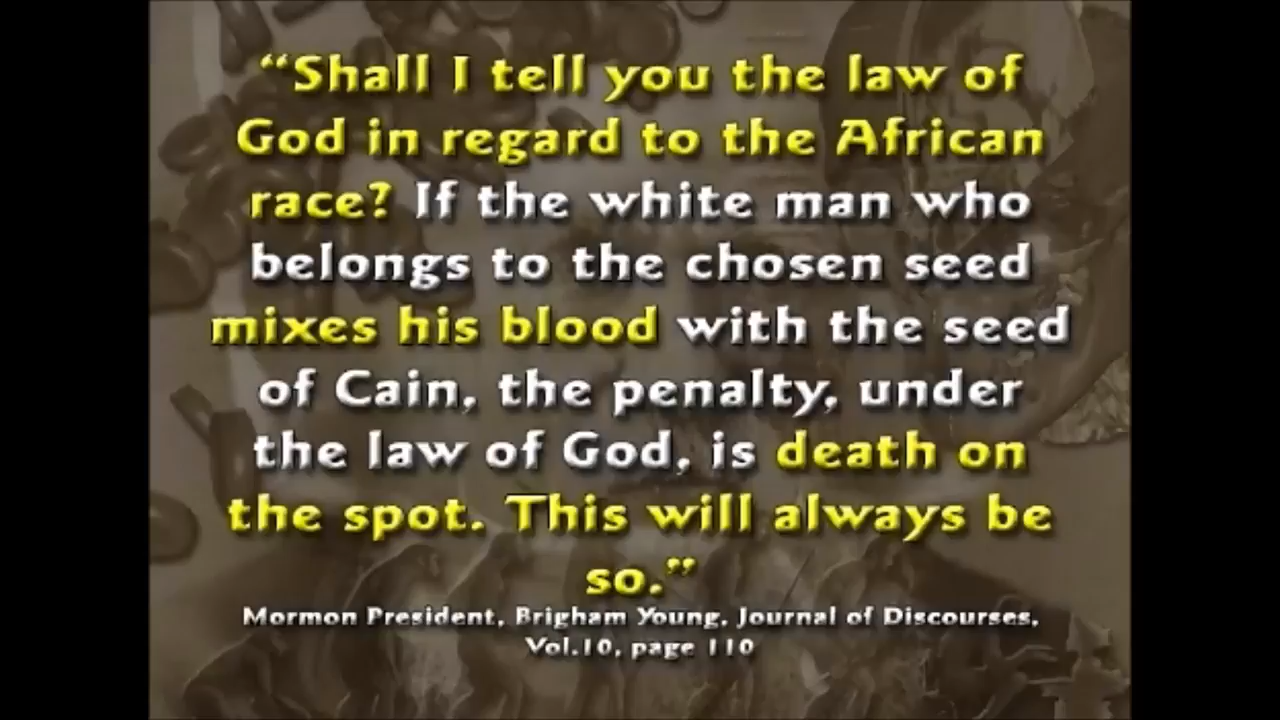 “Shall I tell you the law of
God in regard to the African
race? If the white man who
belongs to the chosen seed
mixes his blood with the seed
of Cain, the penalty, under
the law of God, is death on
the spot. This will always be
so.”
Mormon President, Brigham Young, Journal of Discourses,
Vol.10, page 110